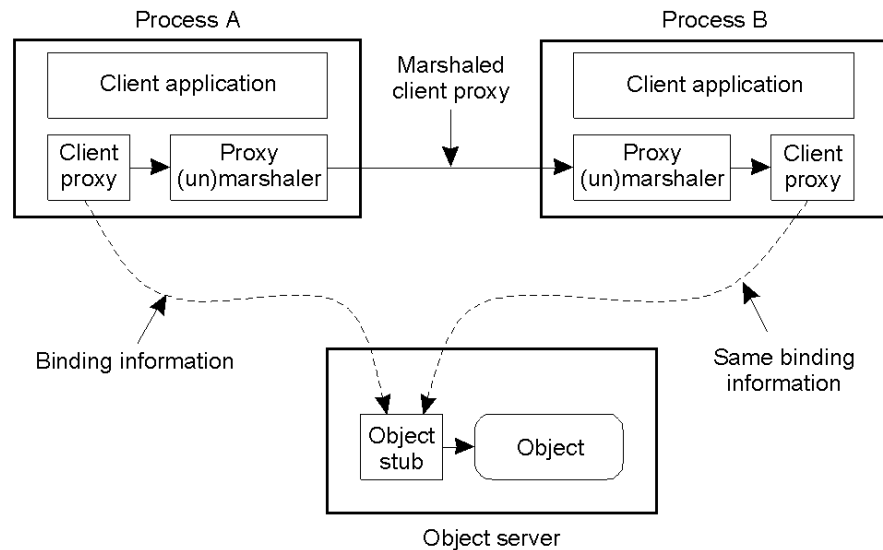 Process A
Process B
Client application
Marshaled
client proxy
Client application
Client
proxy
Proxy
(un)marshaler
Proxy
(un)marshaler
Client
proxy
Binding information
Same binding
information
Object
stub
Object
Object server